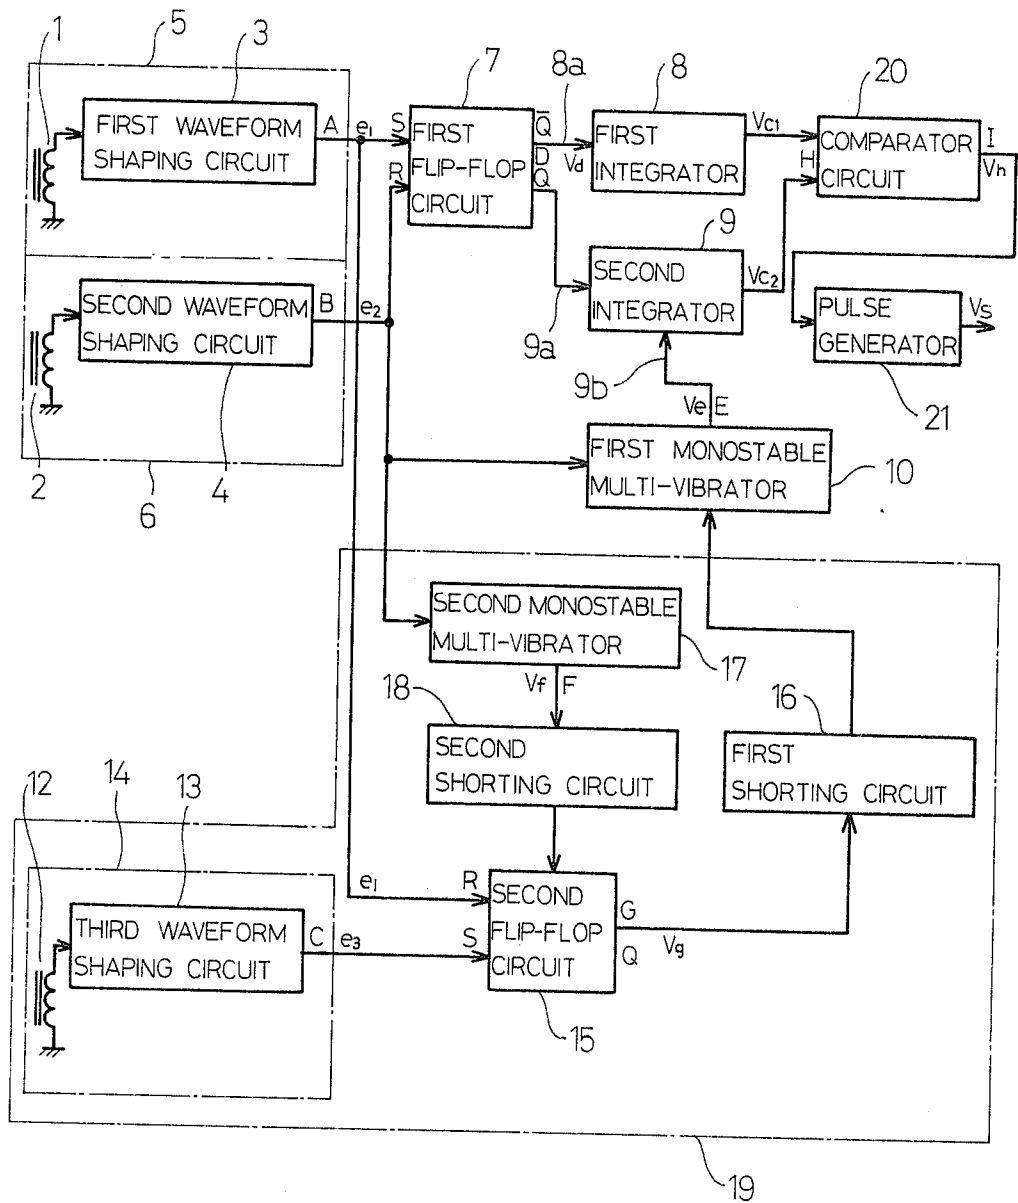 1
5
3
7
8a
8
20
FIRST WAVEFORM
SHAPING CIRCUIT
A
e1
S
R
FIRST
FLIP-FLOP
CIRCUIT
Q̅
D
Q
Vd
FIRST
INTEGRATOR
Vc1
H
COMPARATOR
CIRCUIT
I
Vh
SECOND WAVEFORM
SHAPING CIRCUIT
B
e2
9
SECOND
INTEGRATOR
Vc2
9a
9b
PULSE
GENERATOR
Vs
21
2
6
4
Ve E
FIRST MONOSTABLE
MULTI-VIBRATOR
10
SECOND MONOSTABLE
MULTI-VIBRATOR
17
Vf F
18
SECOND
SHORTING CIRCUIT
16
FIRST
SHORTING CIRCUIT
12
14
13
THIRD WAVEFORM
SHAPING CIRCUIT
C
e3
e1
R
S
SECOND
FLIP-FLOP
CIRCUIT
G
Q
Vg
15
19